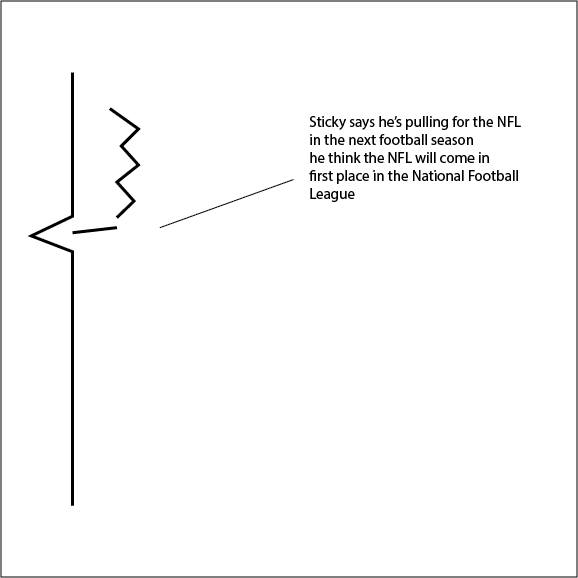 Sticky says he's pulling for the NFL
in the next football season
he think the NFL will come in
first place in the National Football
League